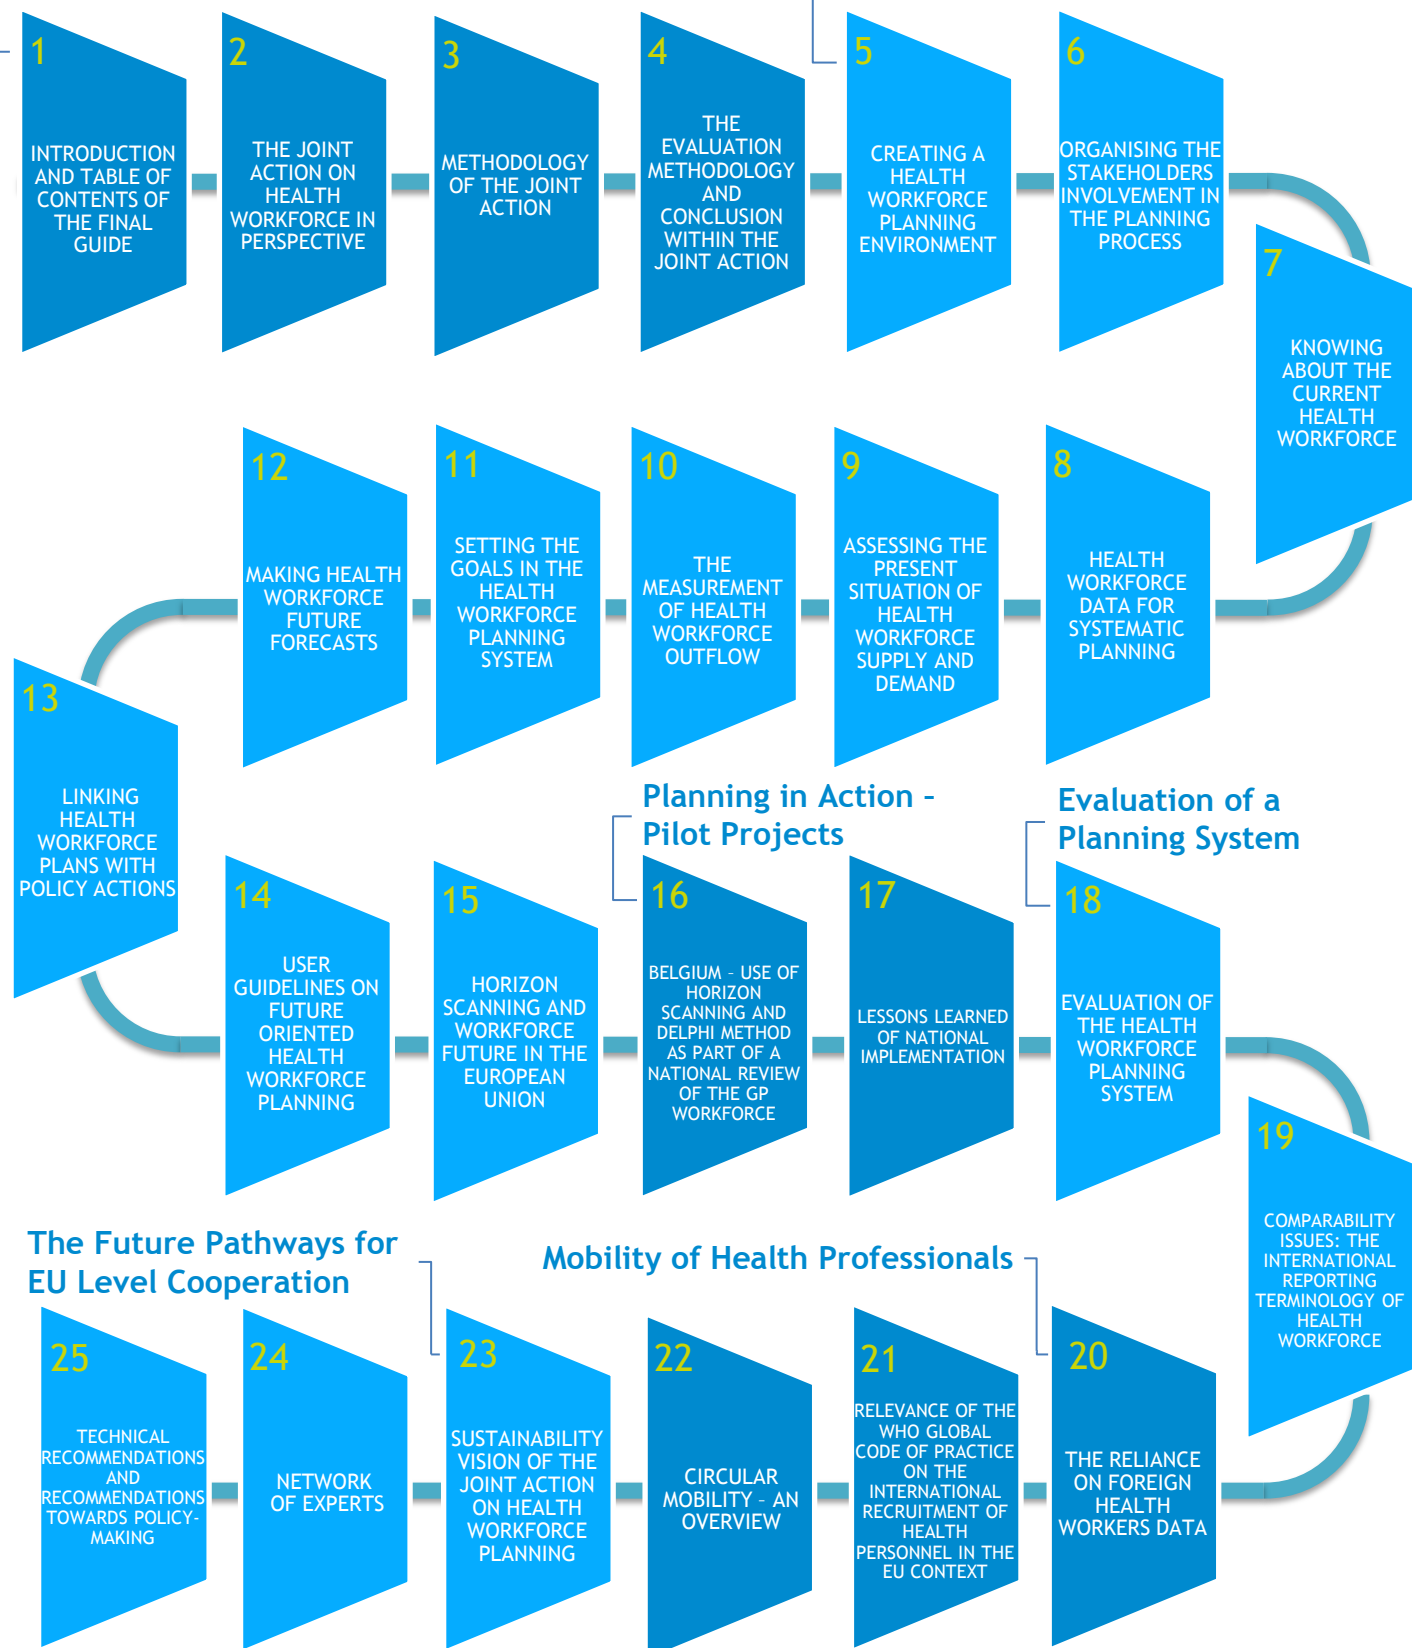 1
INTRODUCTION
AND TABLE OF
CONTENTS OF
THE FINAL
GUIDE
2
THE JOINT
ACTION ON
HEALTH
WORKFORCE IN
PERSPECTIVE
3
METHODOLOGY
OF THE JOINT
ACTION
4
THE
EVALUATION
METHODOLOGY
AND
CONCLUSION
WITHIN THE
JOINT ACTION
5
CREATING A
HEALTH
WORKFORCE
PLANNING
ENVIRONMENT
6
ORGANISING THE
STAKEHOLDERS
INVOLVEMENT IN
THE PLANNING
PROCESS
7
KNOWING
ABOUT THE
CURRENT
HEALTH
WORKFORCE
8
HEALTH
WORKFORCE
DATA FOR
SYSTEMATIC
PLANNING
9
ASSESSING THE
PRESENT
SITUATION OF
HEALTH
WORKFORCE
SUPPLY AND
DEMAND
10
THE
MEASUREMENT
OF HEALTH
WORKFORCE
OUTFLOW
11
SETTING THE
GOALS IN THE
HEALTH
WORKFORCE
PLANNING
SYSTEM
12
MAKING HEALTH
WORKFORCE
FUTURE
FORECASTS
13
LINKING
HEALTH
WORKFORCE
PLANS WITH
POLICY ACTIONS
14
USER
GUIDELINES ON
FUTURE
ORIENTED
HEALTH
WORKFORCE
PLANNING
15
HORIZON
SCANNING AND
WORKFORCE
FUTURE IN THE
EUROPEAN
UNION
Planning in Action –
Pilot Projects
16
BELGIUM – USE OF
HORIZON
SCANNING AND
DELPHI METHOD
AS PART OF A
NATIONAL REVIEW
OF THE GP
WORKFORCE
17
LESSONS LEARNED
OF NATIONAL
IMPLEMENTATION
Evaluation of a
Planning System
18
EVALUATION OF
THE HEALTH
WORKFORCE
PLANNING
SYSTEM
19
COMPARABILITY
ISSUES: THE
INTERNATIONAL
REPORTING
TERMINOLOGY OF
HEALTH
WORKFORCE
Mobility of Health Professionals
20
THE RELIANCE
ON FOREIGN
HEALTH
WORKERS DATA
21
RELEVANCE OF THE
WHO GLOBAL
CODE OF PRACTICE
ON THE
INTERNATIONAL
RECRUITMENT OF
HEALTH
PERSONNEL IN THE
EU CONTEXT
22
CIRCULAR
MOBILITY – AN
OVERVIEW
The Future Pathways for
EU Level Cooperation
23
SUSTAINABILITY
VISION OF THE
JOINT ACTION
ON HEALTH
WORKFORCE
PLANNING
24
NETWORK
OF EXPERTS
25
TECHNICAL
RECOMMENDATIONS
AND
RECOMMENDATIONS
TOWARDS POLICY-
MAKING